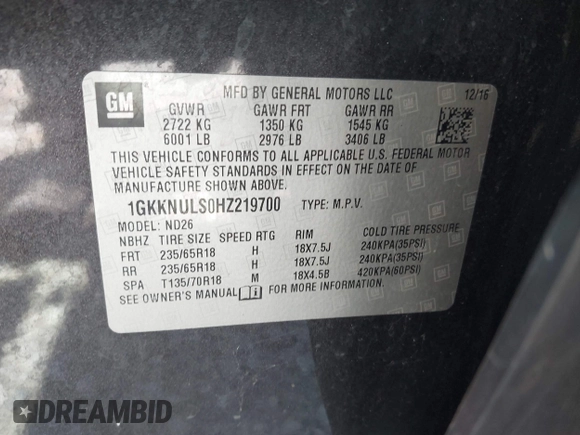 GM
MFD BY GENERAL MOTORS LLC 12/16
GVWR GAWR FRT GAWR RR
2722 KG 1350 KG 1545 KG
6001 LB 2976 LB 3406 LB
THIS VEHICLE CONFORMS TO ALL APPLICABLE U.S. FEDERAL MOTOR
VEHICLE SAFETY STANDARDS IN EFFECT ON THE DATE OF
MANUFACTURE SHOWN ABOVE.
1GKKNULS0HZ219700 TYPE: M.P.V.
MODEL: ND26
NBHZ TIRE SIZE SPEED RTG RIM COLD TIRE PRESSURE
FRT 235/65R18 H 18X7.5J 240KPA(35PSI)
RR 235/65R18 H 18X7.5J 240KPA(35PSI)
SPA T135/70R18 M 18X4.5B 420KPA(60PSI)
SEE OWNER'S MANUAL FOR MORE INFORMATION.
DREAMBID